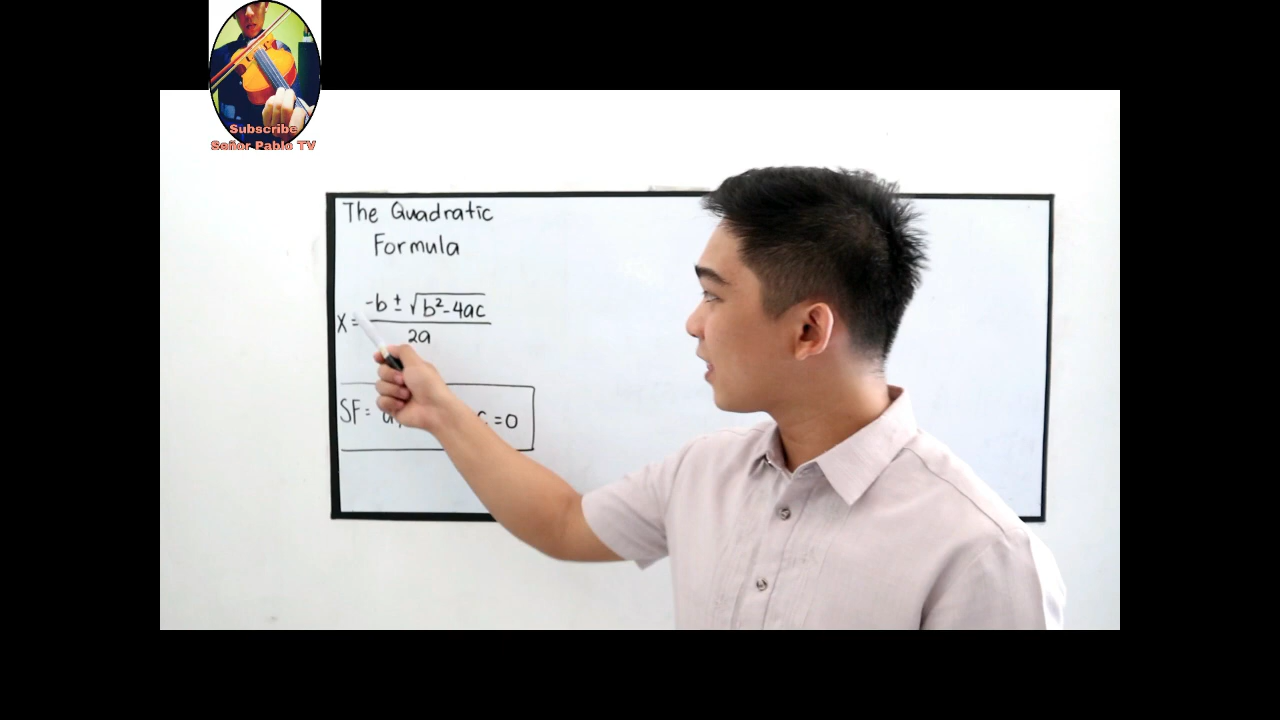 Subscribe
Señor Pablo TV
The Quadratic
Formula
x = -b ± √b²-4ac
2a
SF = =0